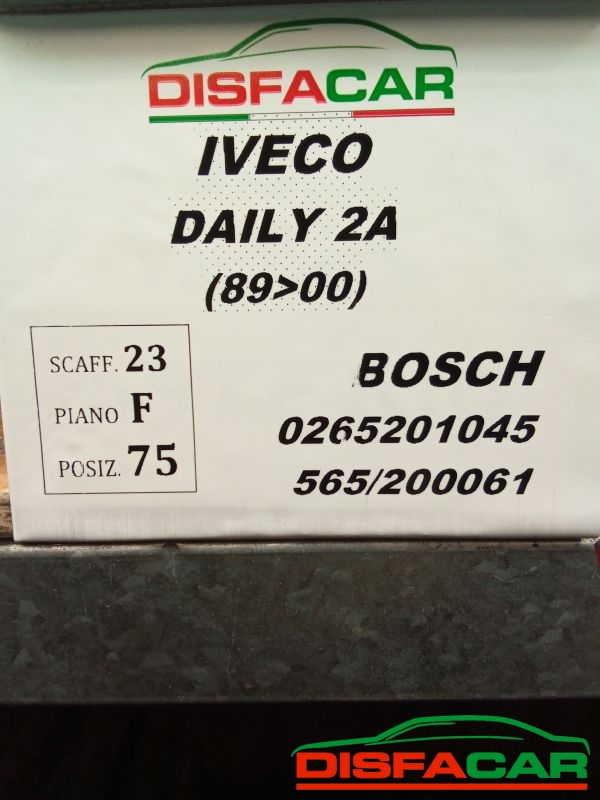 DISFACAR
IVECO
DAILY 2A
(89>00)
SCAFF. 23
PIANO F
POSIZ. 75
BOSCH
0265201045
565/200061
DISFACAR